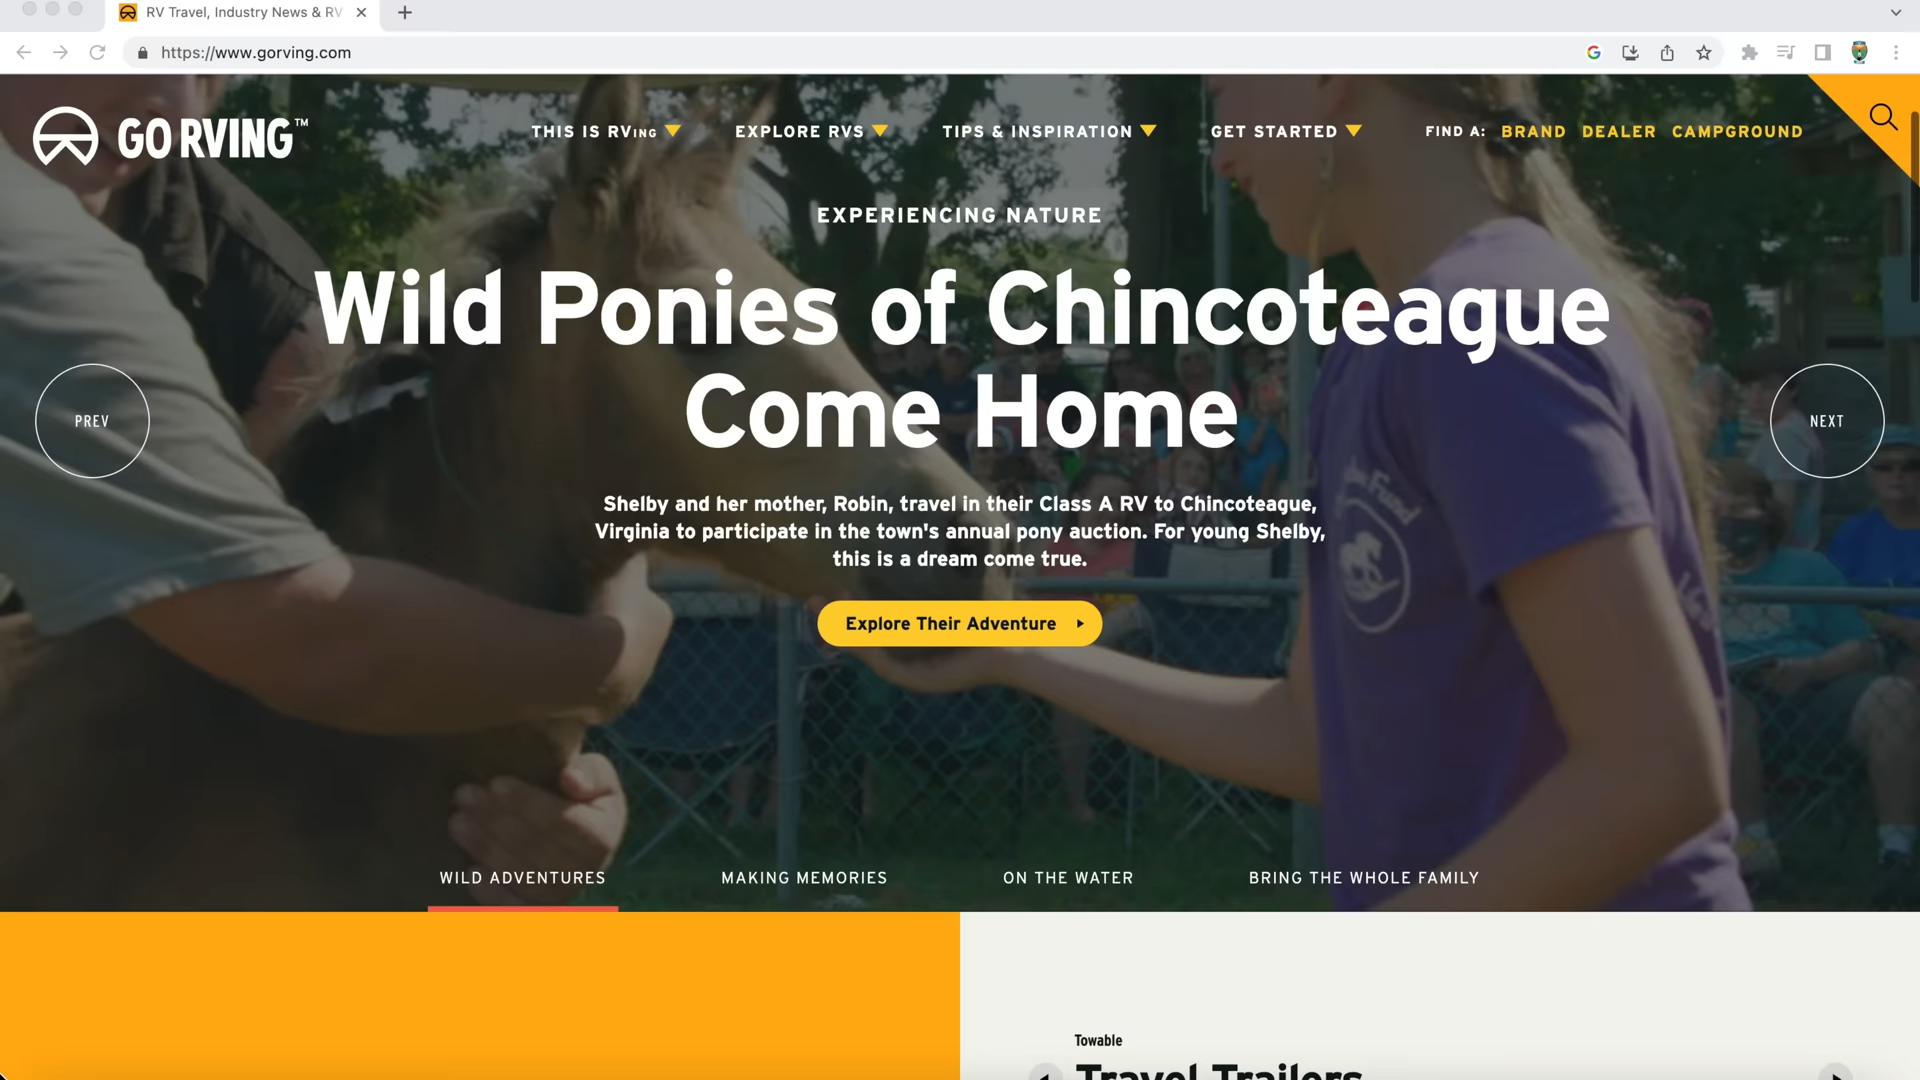 RV Travel, Industry News & RV
https://www.gorving.com
GO RVING™
THIS IS RVING
EXPLORE RVS
TIPS & INSPIRATION
GET STARTED
FIND A: BRAND DEALER CAMPGROUND
EXPERIENCING NATURE
Wild Ponies of Chincoteague
Come Home
PREV
NEXT
Shelby and her mother, Robin, travel in their Class A RV to Chincoteague,
Virginia to participate in the town's annual pony auction. For young Shelby,
this is a dream come true.
Explore Their Adventure
WILD ADVENTURES
MAKING MEMORIES
ON THE WATER
BRING THE WHOLE FAMILY
Towable
Travel Trailers